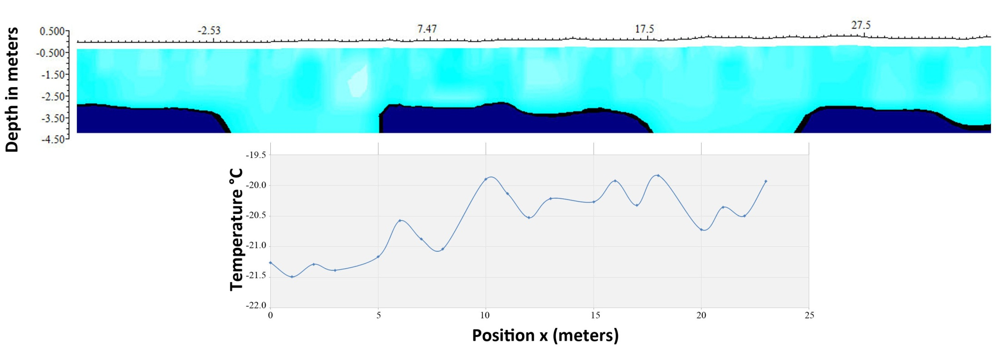 -2.53 7.47 17.5 27.5
Depth in meters
0.500
-0.500
-1.50
-2.50
-3.50
-4.50
Temperature °C
-19.5
-20.0
-20.5
-21.0
-21.5
-22.0
0 5 10 15 20 25
Position x (meters)